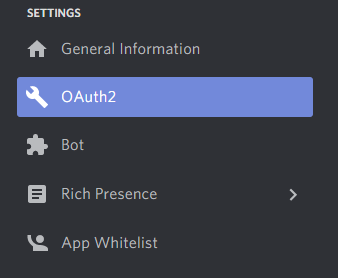 SETTINGS
General Information
OAuth2
Bot
Rich Presence
App Whitelist